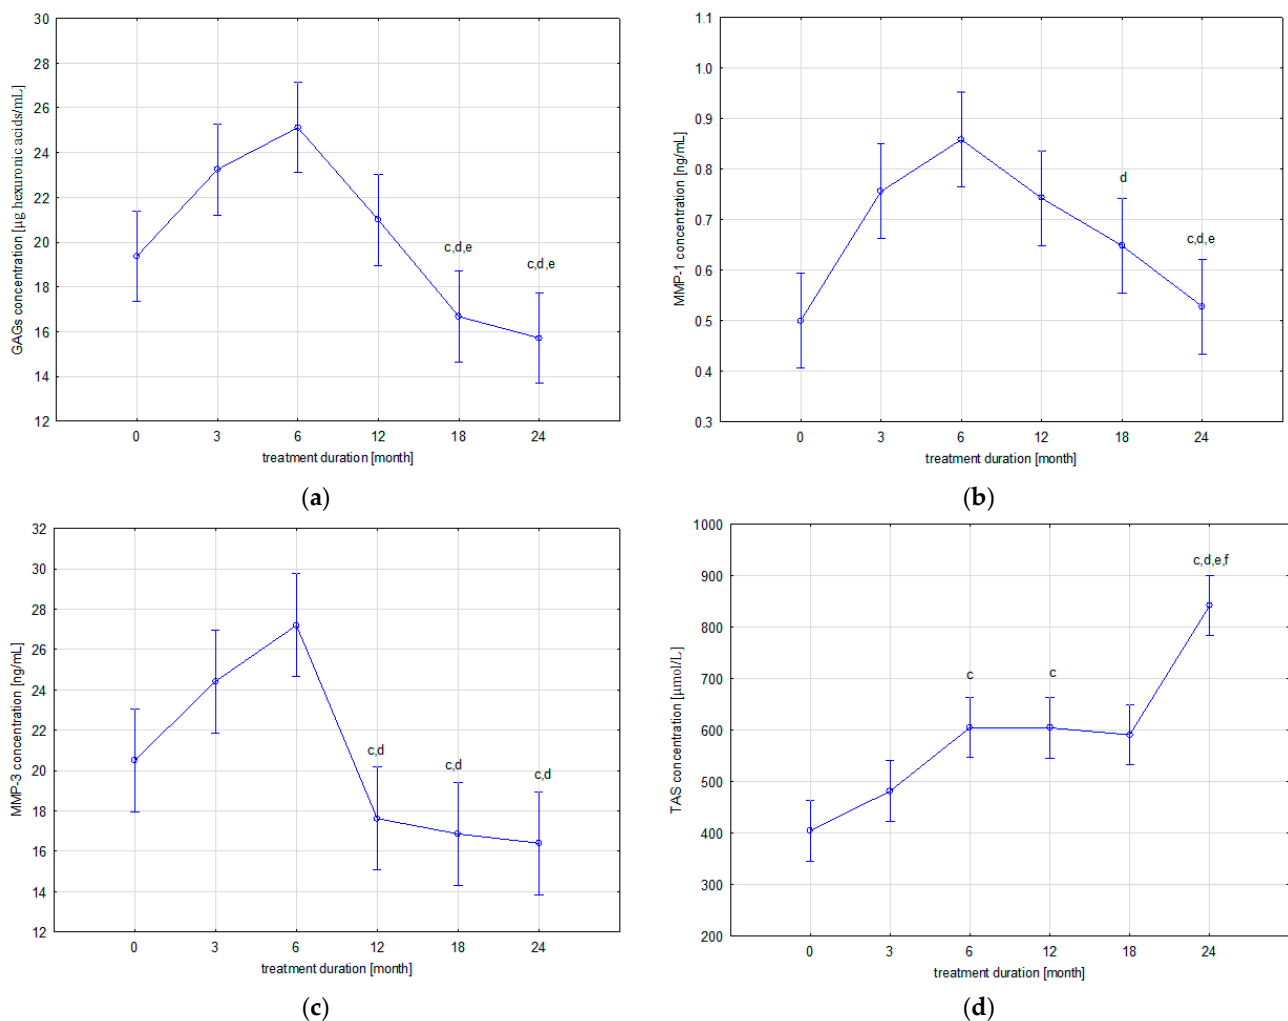 30
28
26
24
22
20
18
16
14
12
GAGs concentration [µg hexuronic acids/mL]
c,d,e
c,d,e
0 3 6 12 18 24
treatment duration [month]
(a)
1.1
1.0
0.9
0.8
0.7
0.6
0.5
0.4
0.3
MMP-1 concentration [ng/mL]
d
c,d,e
0 3 6 12 18 24
treatment duration [month]
(b)
32
30
28
26
24
22
20
18
16
14
12
MMP-3 concentration [ng/mL]
c,d
c,d
c,d
0 3 6 12 18 24
treatment duration [month]
(c)
1000
900
800
700
600
500
400
300
200
TAS concentration [µmol/L]
c,d,e,f
c
c
0 3 6 12 18 24
treatment duration [month]
(d)